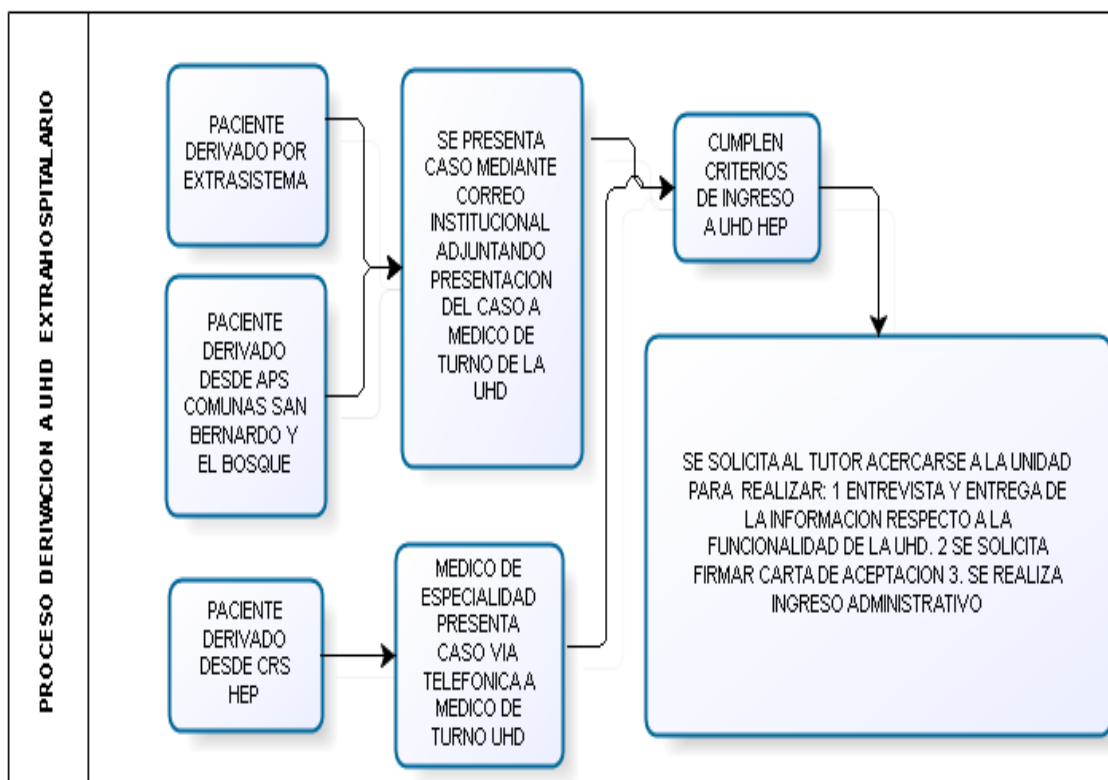 PROCESO DERIVACION A UHD EXTRAHOSPITALARIO
PACIENTE
DERIVADO POR
EXTRASISTEMA
PACIENTE
DERIVADO
DESDE APS
COMUNAS SAN
BERNARDO Y
EL BOSQUE
SE PRESENTA
CASO MEDIANTE
CORREO
INSTITUCIONAL
ADJUNTANDO
PRESENTACION
DEL CASO A
MEDICO DE
TURNO DE LA
UHD
PACIENTE
DERIVADO
DESDE CRS
HEP
MEDICO DE
ESPECIALIDAD
PRESENTA
CASO VIA
TELEFONICA A
MEDICO DE
TURNO UHD
CUMPLEN
CRITERIOS
DE INGRESO
A UHD HEP
SE SOLICITA AL TUTOR ACERCARSE A LA UNIDAD
PARA REALIZAR: 1 ENTREVISTA Y ENTREGA DE
LA INFORMACION RESPECTO A LA
FUNCIONALIDAD DE LA UHD. 2 SE SOLICITA
FIRMAR CARTA DE ACEPTACION 3. SE REALIZA
INGRESO ADMINISTRATIVO